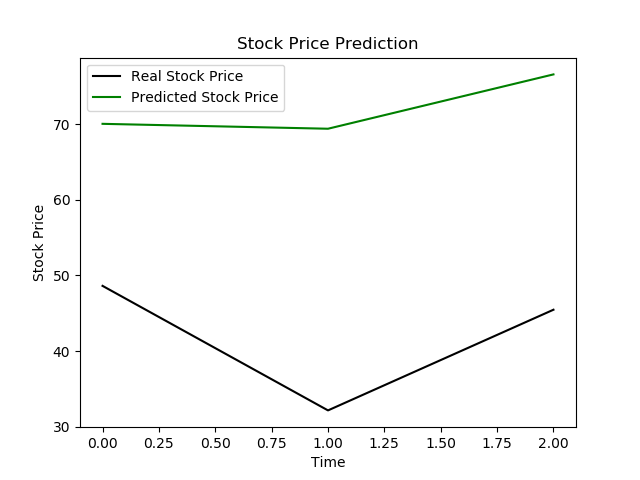 Stock Price Prediction
Real Stock Price
Predicted Stock Price
Stock Price
70
60
50
40
30
0.00 0.25 0.50 0.75 1.00 1.25 1.50 1.75 2.00
Time